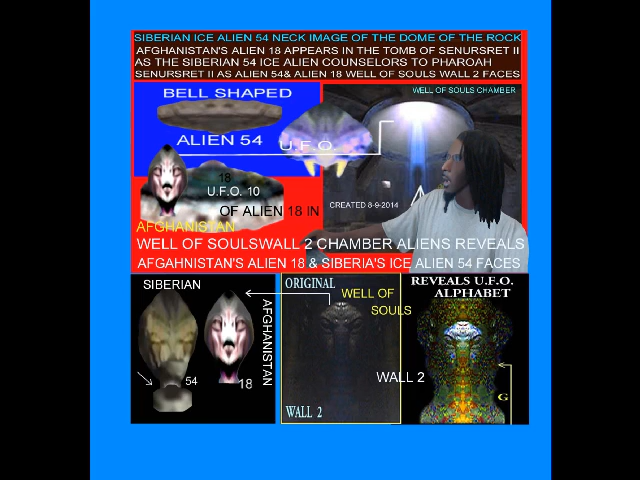 SIBERIAN ICE ALIEN 54 NECK IMAGE OF THE DOME OF THE ROCK
AFGHANISTAN'S ALIEN 18 APPEARS IN THE TOMB OF SENURSRET II
AS THE SIBERIAN 54 ICE ALIEN COUNSELORS TO PHAROAH
SENURSRET II AS ALIEN 54& ALIEN 18 WELL OF SOULS WALL 2 FACES
BELL SHAPED
WELL OF SOULS CHAMBER
ALIEN 54
U.F.O.
18
U.F.O. 10
OF ALIEN 18 IN
CREATED 8-9-2014
AFGHANISTAN
WELL OF SOULSWALL 2 CHAMBER ALIENS REVEALS
AFGAHNISTAN'S ALIEN 18 & SIBERIA'S ICE ALIEN 54 FACES
SIBERIAN
AFGHANISTAN
54
18
ORIGINAL
WELL OF
SOULS
WALL 2
WALL 2
REVEALS U.F.O.
ALPHABET
G